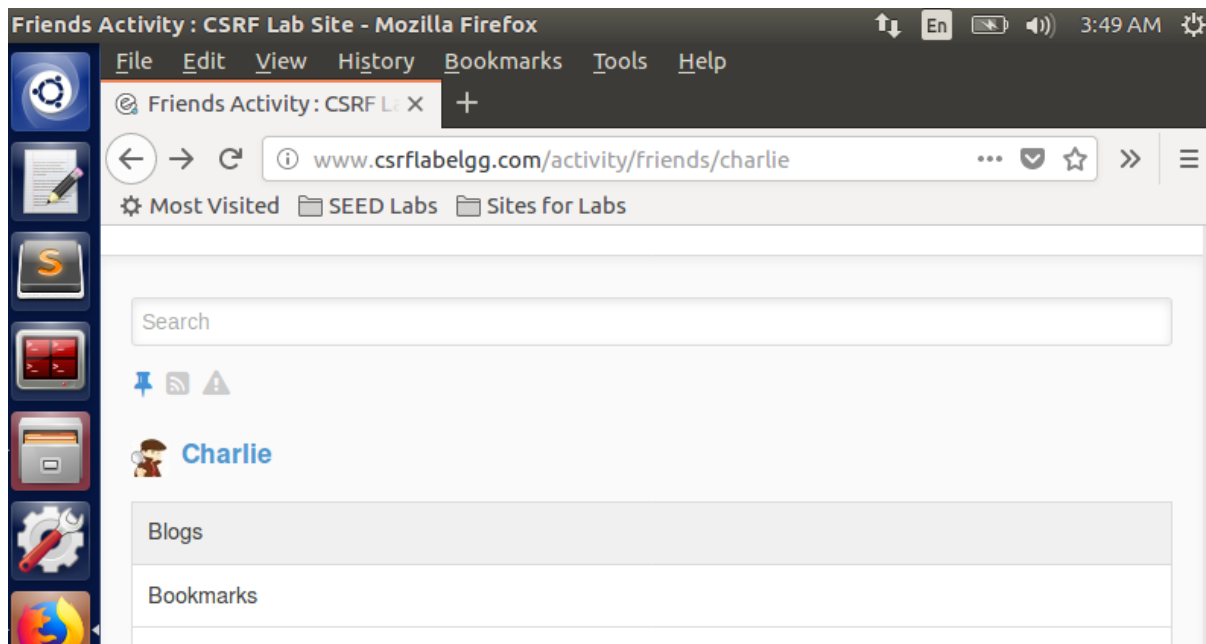 Friends Activity : CSRF Lab Site - Mozilla Firefox En 3:49 AM
File Edit View History Bookmarks Tools Help
Friends Activity : CSRF La
www.csrflabelgg.com/activity/friends/charlie
Most Visited SEED Labs Sites for Labs
Search
Charlie
Blogs
Bookmarks